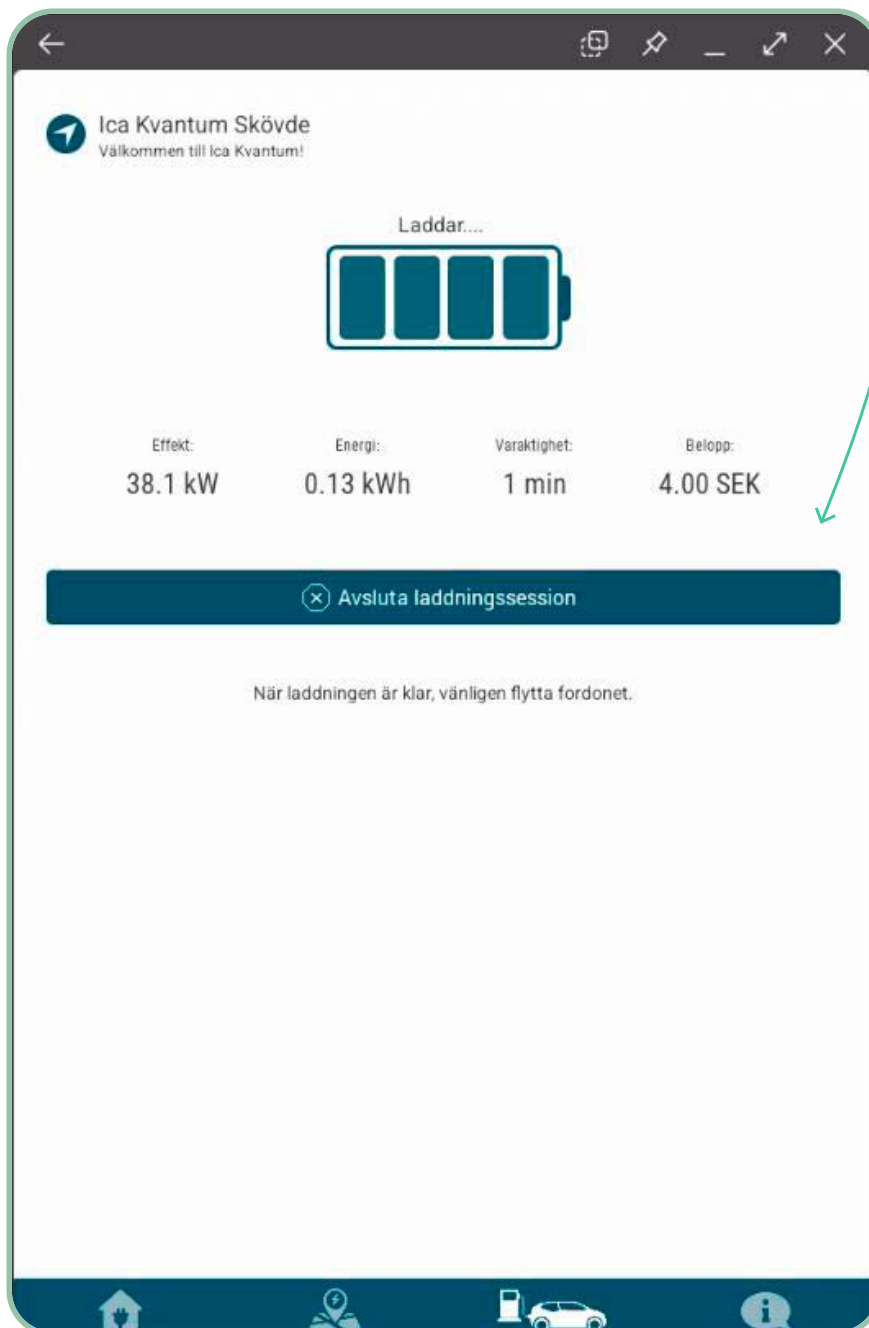 Ica Kvantum Skövde
Välkommen till Ica Kvantum!
Laddar....
Effekt: Energi: Varaktighet: Belopp:
38.1 kW 0.13 kWh 1 min 4.00 SEK
Avsluta laddningssession
När laddningen är klar, vänligen flytta fordonet.